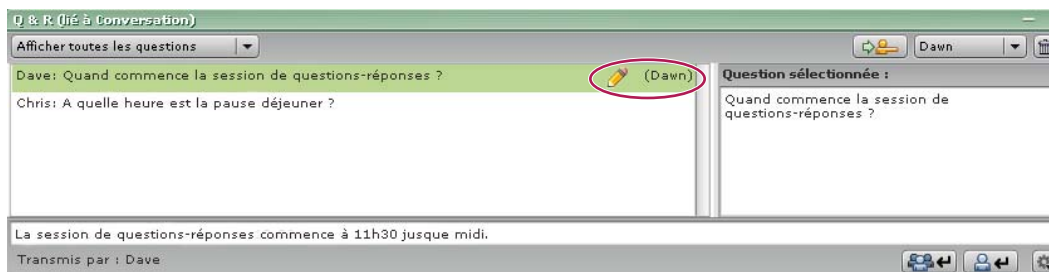 Q & R (lié à Conversation)
Afficher toutes les questions
Dawn
Dave: Quand commence la session de questions-réponses ? (Dawn)
Chris: A quelle heure est la pause déjeuner ?
Question sélectionnée :
Quand commence la session de
questions-réponses ?
La session de questions-réponses commence à 11h30 jusque midi.
Transmis par : Dave